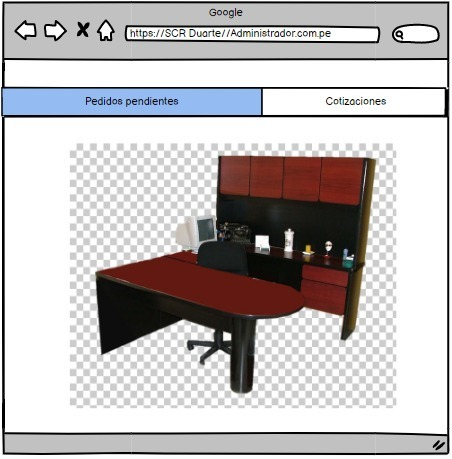 Google
https://SCR Duarte//Administrador.com.pe
Pedidos pendientes
Cotizaciones